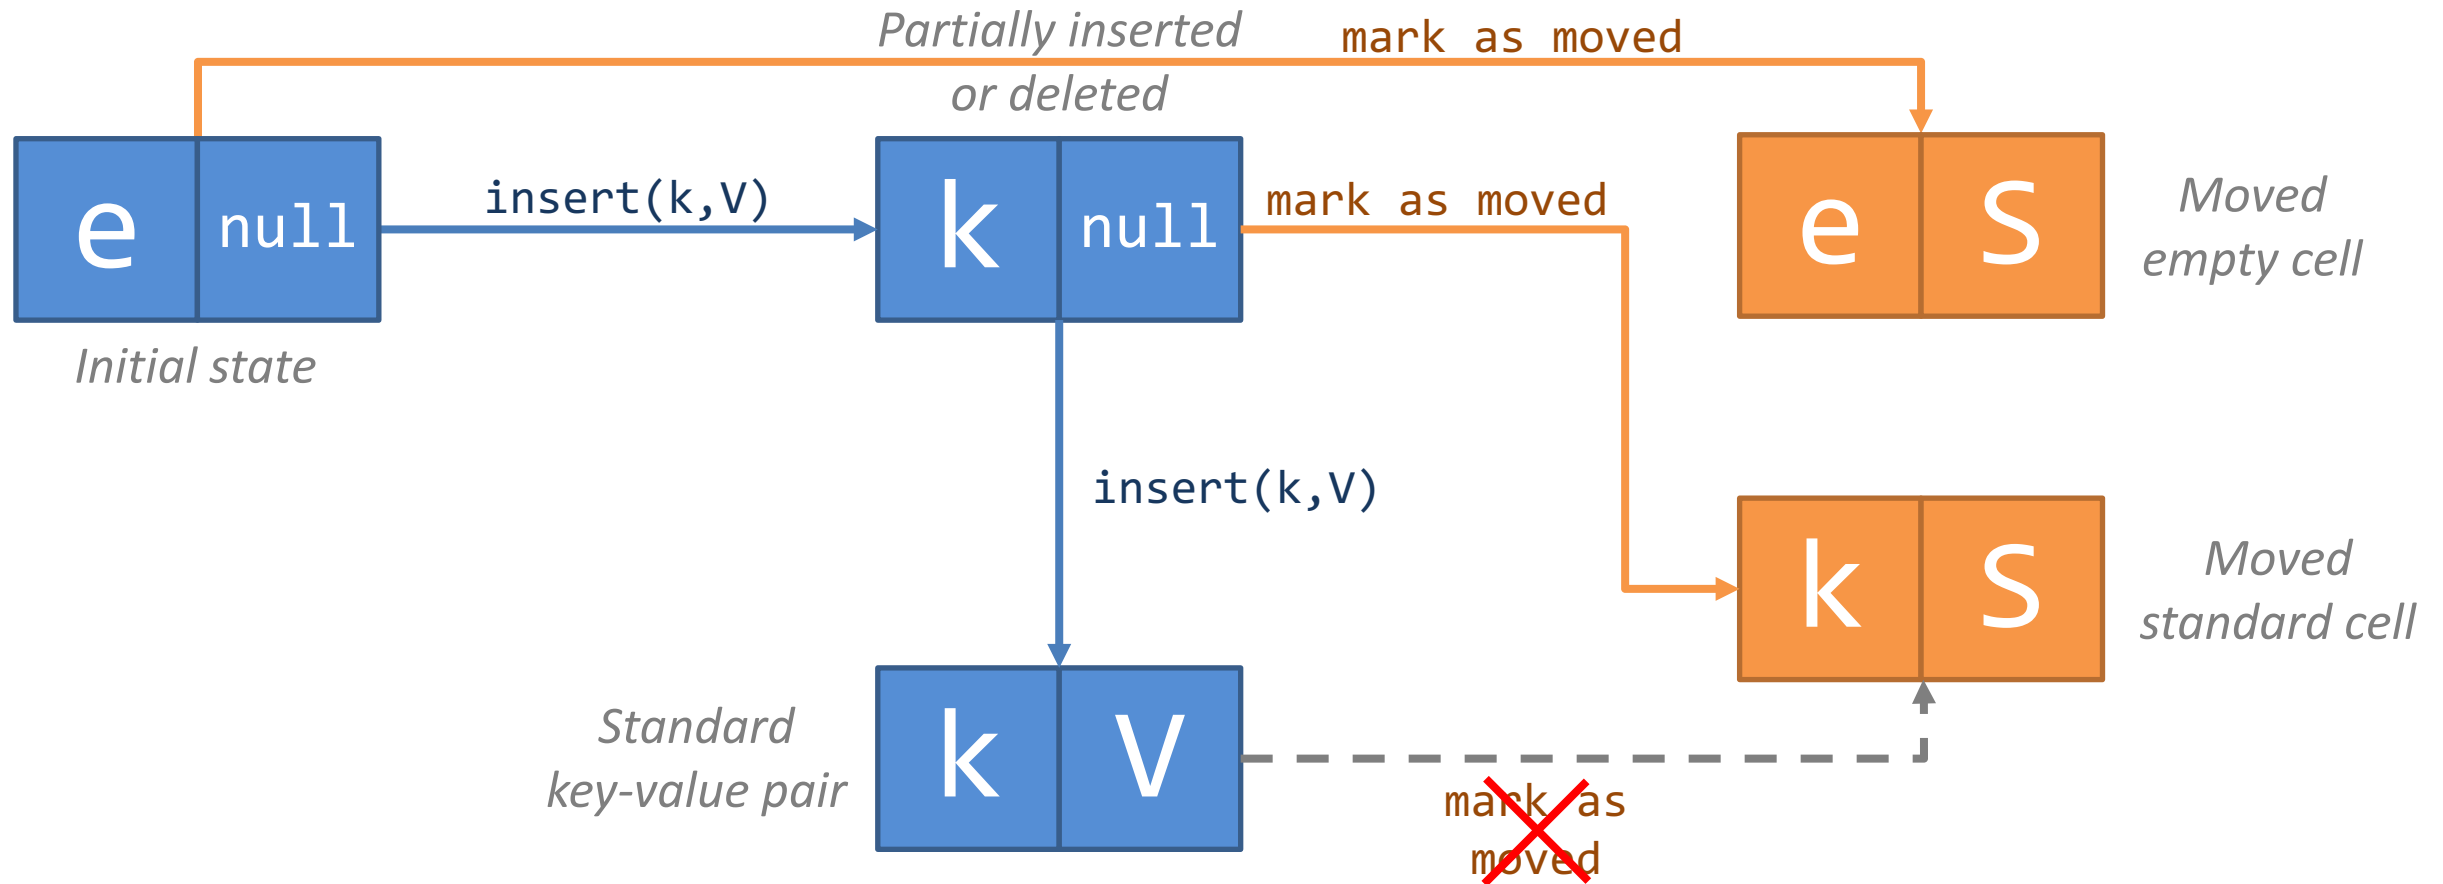 Partially inserted
or deleted
mark as moved
e null
insert(k,V)
k null
mark as moved
e S
Moved
empty cell
Initial state
insert(k,V)
k S
Moved
standard cell
Standard
key-value pair
k V
mark as
moved